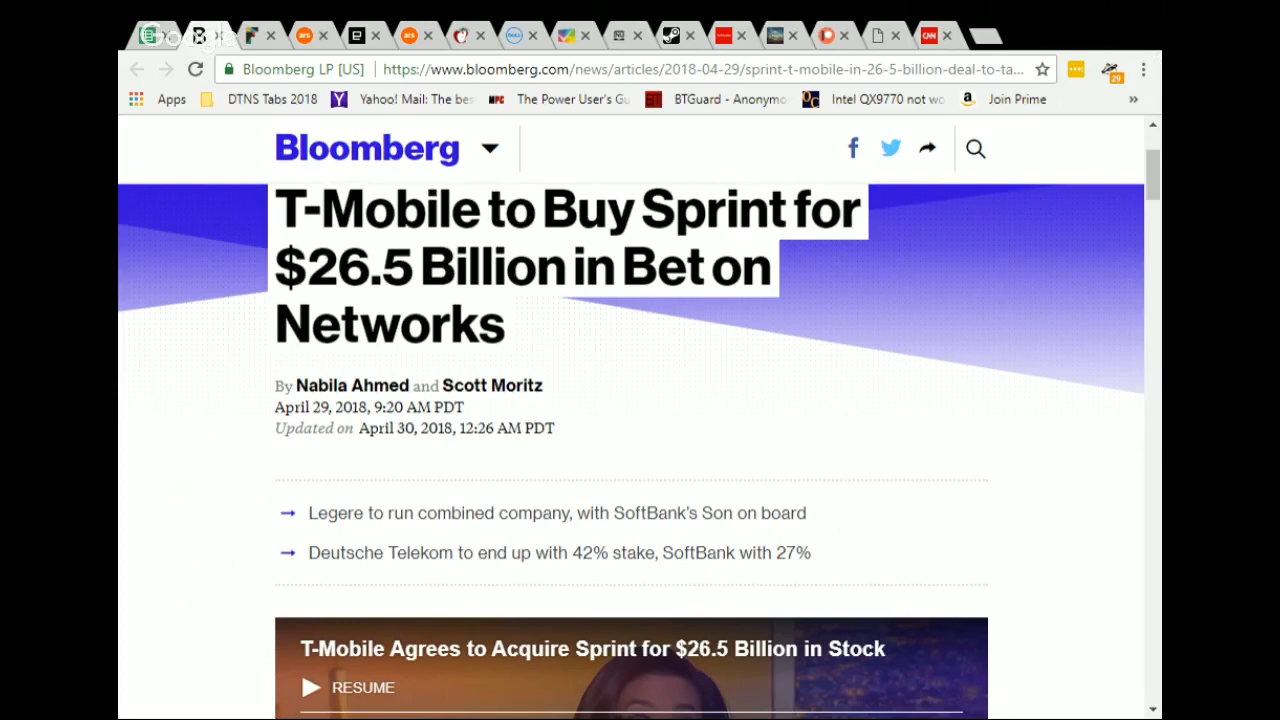 Google
Bloomberg LP [US] https://www.bloomberg.com/news/articles/2018-04-29/sprint-t-mobile-in-26-5-billion-deal-to-ta...
Apps DTNS Tabs 2018 Yahoo! Mail: The bes MPC The Power User's Gu BT BTGuard - Anonymo OC Intel QX9770 not wo a Join Prime »
Bloomberg
T-Mobile to Buy Sprint for
$26.5 Billion in Bet on
Networks
By Nabila Ahmed and Scott Moritz
April 29, 2018, 9:20 AM PDT
Updated on April 30, 2018, 12:26 AM PDT
→ Legere to run combined company, with SoftBank's Son on board
→ Deutsche Telekom to end up with 42% stake, SoftBank with 27%
T-Mobile Agrees to Acquire Sprint for $26.5 Billion in Stock
RESUME